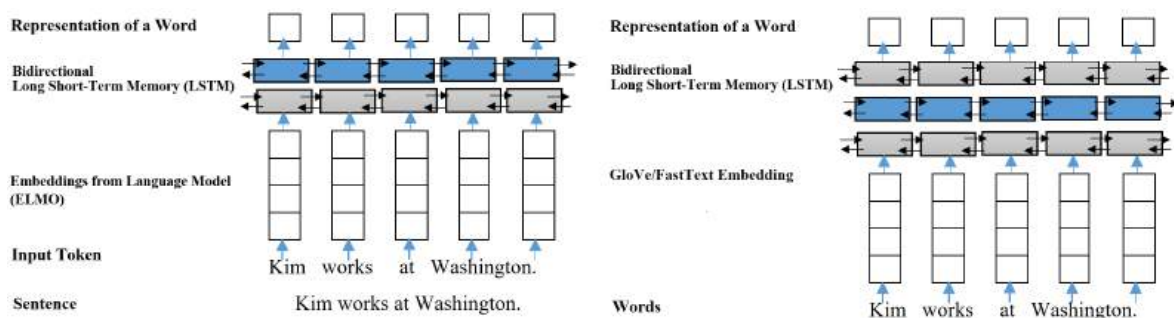 Representation of a Word
Bidirectional
Long Short-Term Memory (LSTM)
Embeddings from Language Model
(ELMO)
Input Token
Kim works at Washington.
Sentence
Kim works at Washington.
Representation of a Word
Bidirectional
Long Short-Term Memory (LSTM)
GloVe/FastText Embedding
Words
Kim works at Washington.